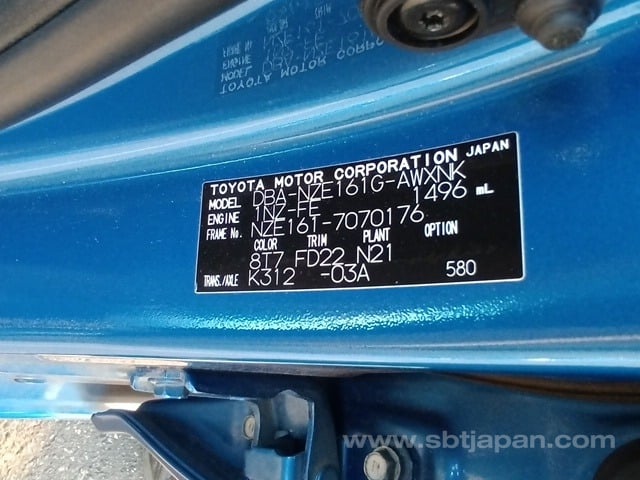 TOYOTA MOTOR CORPORATION JAPAN
MODEL DBA-NZE161G-AWXNK
ENGINE 1NZ-FE 1496 mL
FRAME No. NZE161-7070176
COLOR TRIM PLANT OPTION
8T7 FD22 N21
TRANS./AXLE K312 -03A 580
www.sbtjapan.com